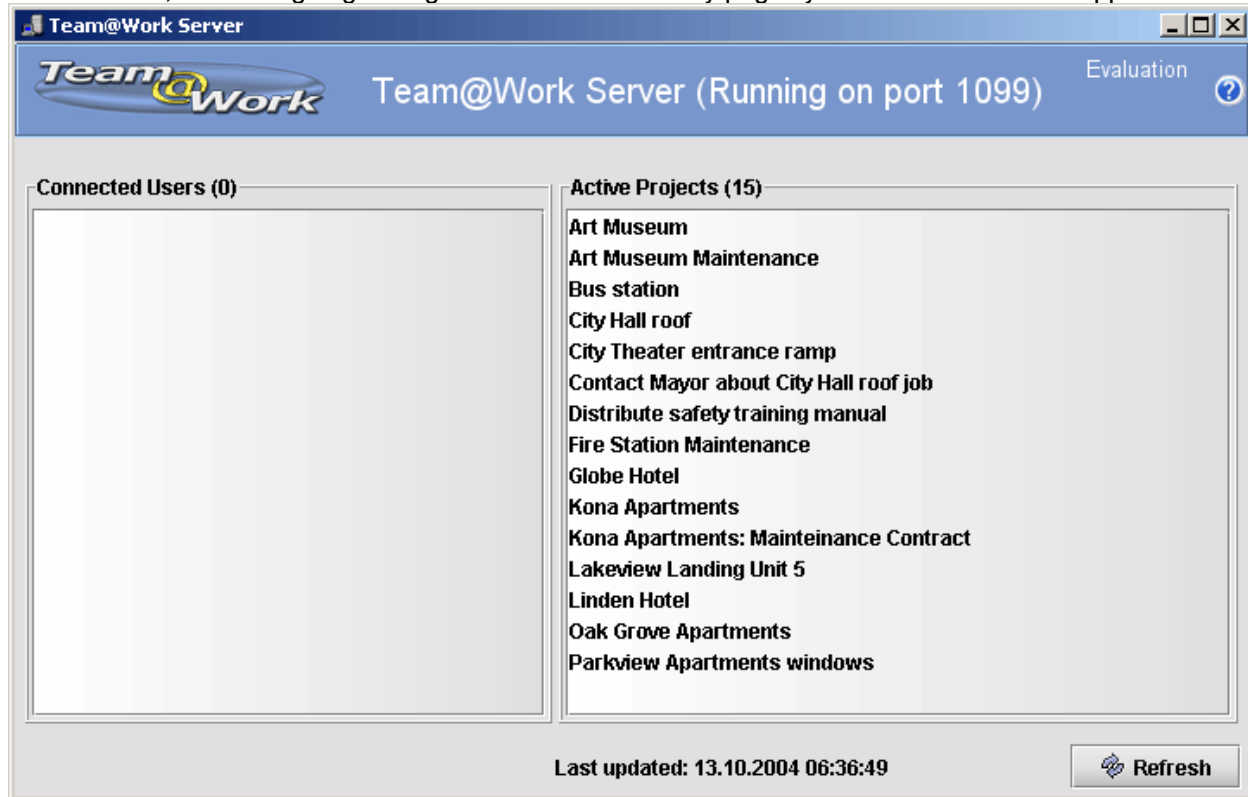 Team@Work Server
Team@Work
Team@Work Server (Running on port 1099)
Evaluation
Connected Users (0)
Active Projects (15)
Art Museum
Art Museum Maintenance
Bus station
City Hall roof
City Theater entrance ramp
Contact Mayor about City Hall roof job
Distribute safety training manual
Fire Station Maintenance
Globe Hotel
Kona Apartments
Kona Apartments: Mainteinance Contract
Lakeview Landing Unit 5
Linden Hotel
Oak Grove Apartments
Parkview Apartments windows
Last updated: 13.10.2004 06:36:49
Refresh